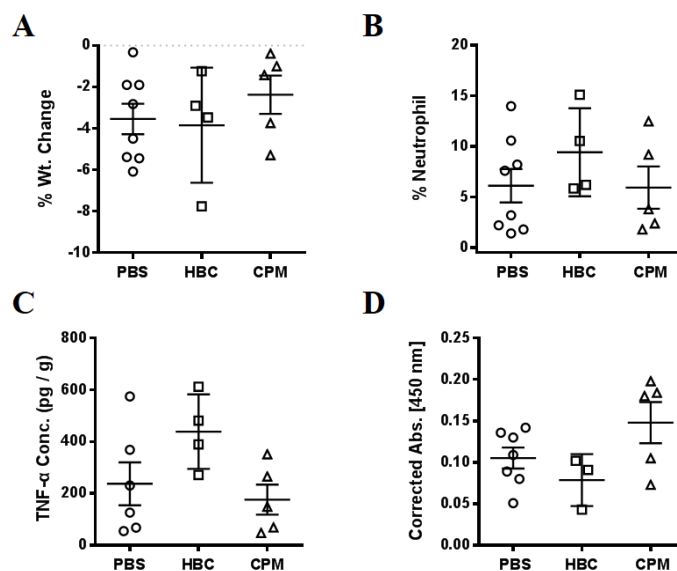 A
% Wt. Change
0
-2
-4
-6
-8
-10
PBS HBC CPM
B
% Neutrophil
20
15
10
5
0
PBS HBC CPM
C
TNF-α Conc. (pg / g)
800
600
400
200
0
PBS HBC CPM
D
Corrected Abs. [450 nm]
0.25
0.20
0.15
0.10
0.05
0.00
PBS HBC CPM